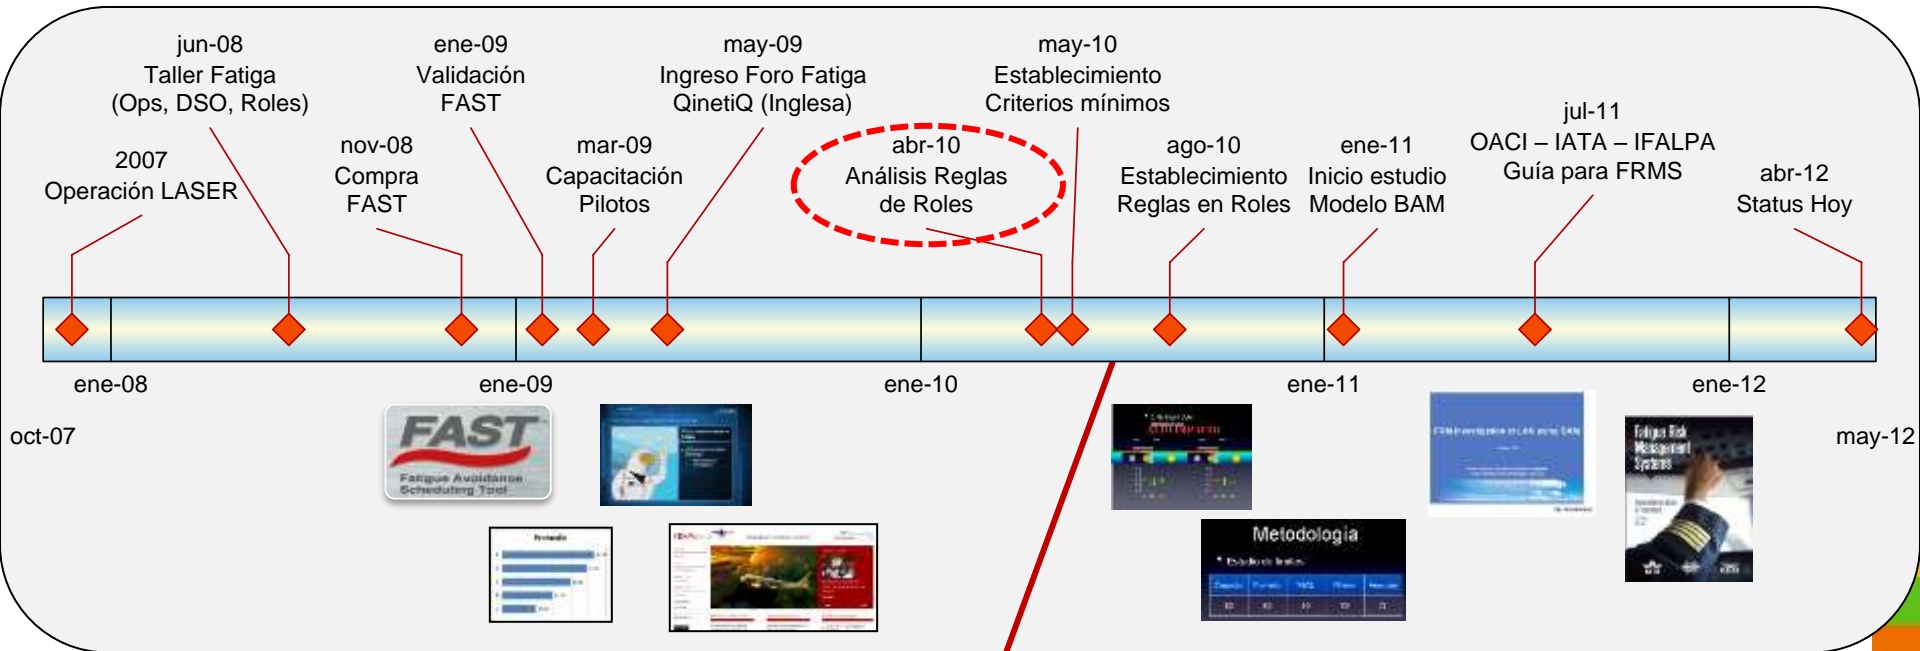 jun-08
Taller Fatiga
(Ops, DSO, Roles)
ene-09
Validación
FAST
may-09
Ingreso Foro Fatiga
QinetiQ (Inglesa)
may-10
Establecimiento
Criterios mínimos
2007
Operación LASER
nov-08
Compra
FAST
mar-09
Capacitación
Pilotos
abr-10
Análisis Reglas
de Roles
ago-10
Establecimiento
Reglas en Roles
ene-11
Inicio estudio
Modelo BAM
jul-11
OACI – IATA – IFALPA
Guía para FRMS
abr-12
Status Hoy
ene-08
ene-09
ene-10
ene-11
ene-12
oct-07
may-12
FAST
Fatigue Avoidance
Scheduling Tool
Fatigue Risk
Management
Systems
Metodología
Estudio de límites